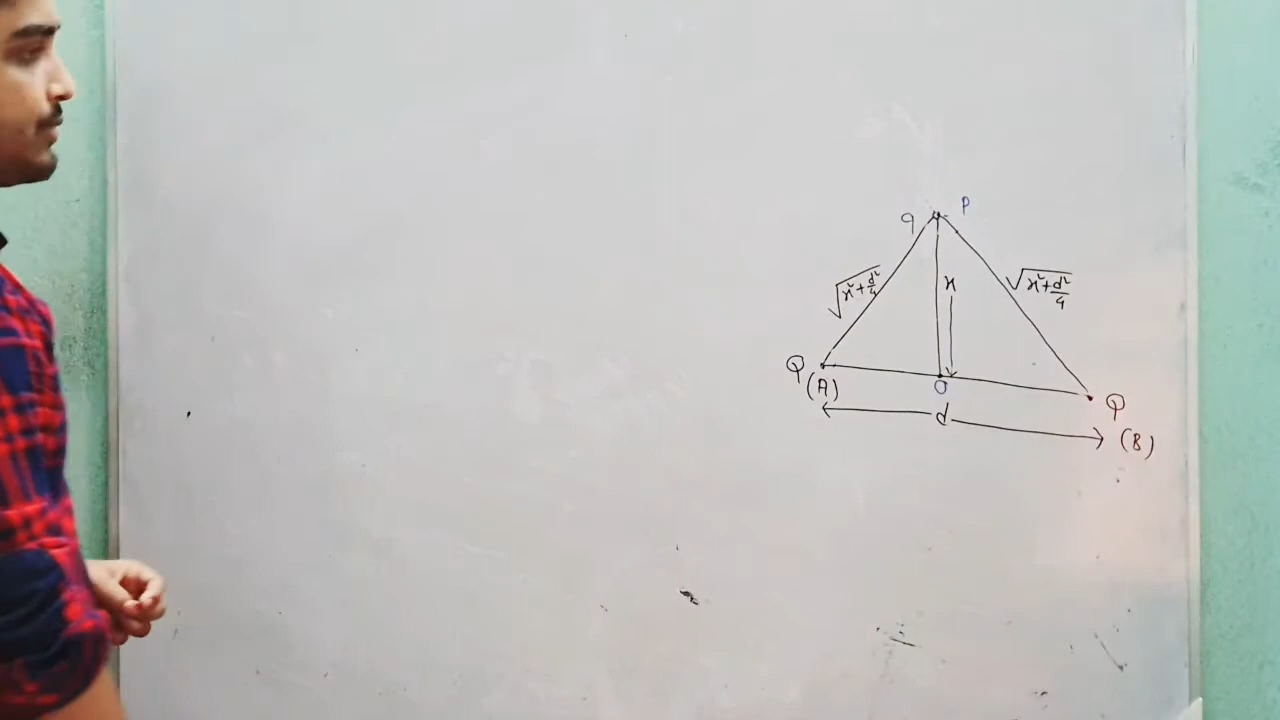 q P
√(x²+d²/4) x √(x²+d²/4)
Q (A) O Q (B)
d